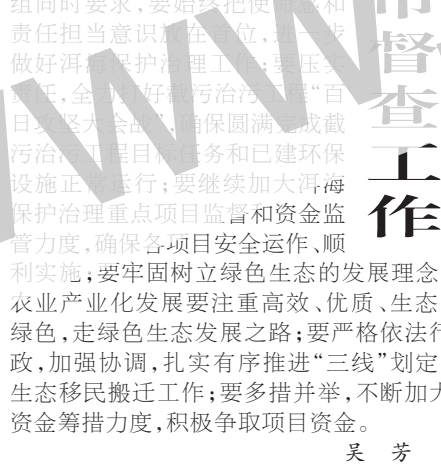 组同时要求,要始终把使命感和
责任担当意识放在首位,进一步
做好洱海保护治理工作;要压实
责任,全力打好截污治污工程“百
日攻坚大会战”,确保圆满完成截
污治污工程目标任务和已建环保
设施正常运行;要继续加大洱海
保护治理重点项目监督和资金监
管力度,确保各项目安全运作、顺
利实施;要牢固树立绿色生态的发展理念
农业产业化发展要注重高效、优质、生态
绿色,走绿色生态发展之路;要严格依法行
政,加强协调,扎实有序推进“三线”划定
生态移民搬迁工作;要多措并举,不断加大
资金筹措力度,积极争取项目资金。
吴 芳
督查工作
WWW